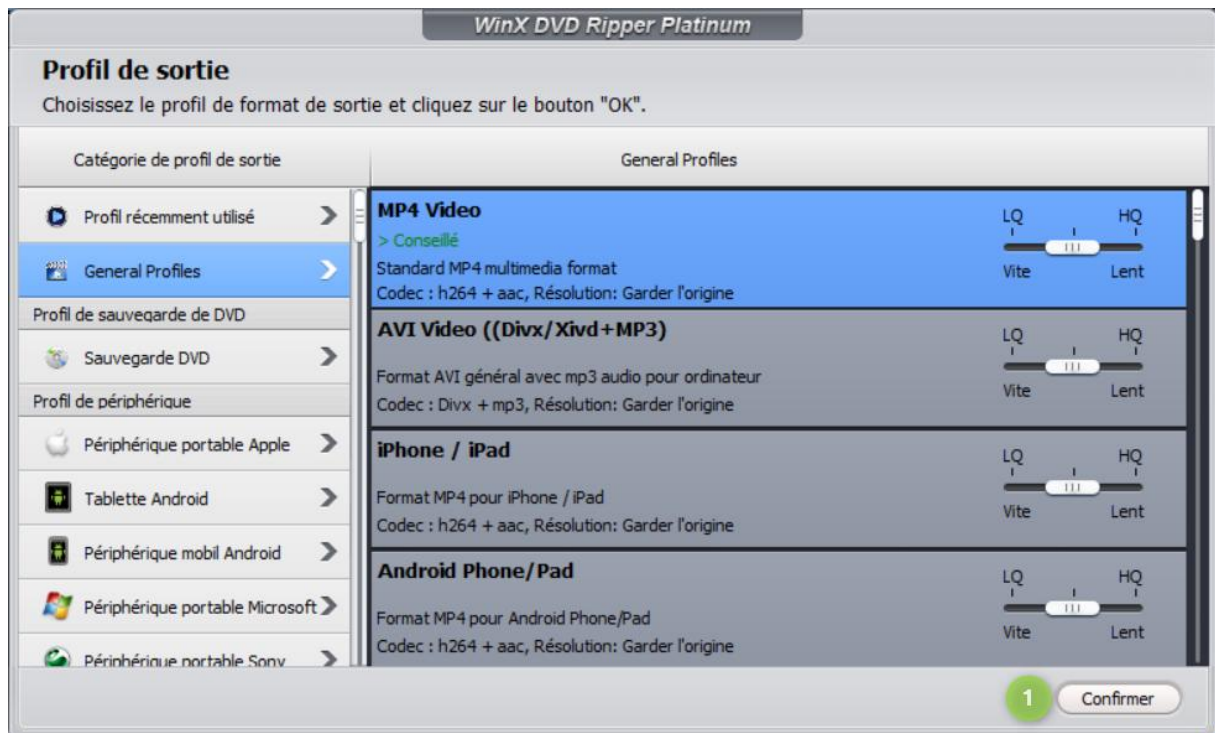 WinX DVD Ripper Platinum
Profil de sortie
Choisissez le profil de format de sortie et cliquez sur le bouton "OK".
Catégorie de profil de sortie
General Profiles
Profil récemment utilisé
General Profiles
Profil de sauvegarde de DVD
Sauvegarde DVD
Profil de périphérique
Périphérique portable Apple
Tablette Android
Périphérique mobil Android
Périphérique portable Microsoft
Périphérique portable Sony
MP4 Video
> Conseillé
Standard MP4 multimedia format
Codec : h264 + aac, Résolution: Garder l'origine
LQ HQ
Vite Lent
AVI Video ((Divx/Xivd+MP3)
Format AVI général avec mp3 audio pour ordinateur
Codec : Divx + mp3, Résolution: Garder l'origine
LQ HQ
Vite Lent
iPhone / iPad
Format MP4 pour iPhone / iPad
Codec : h264 + aac, Résolution: Garder l'origine
LQ HQ
Vite Lent
Android Phone/Pad
Format MP4 pour Android Phone/Pad
Codec : h264 + aac, Résolution: Garder l'origine
LQ HQ
Vite Lent
1 Confirmer